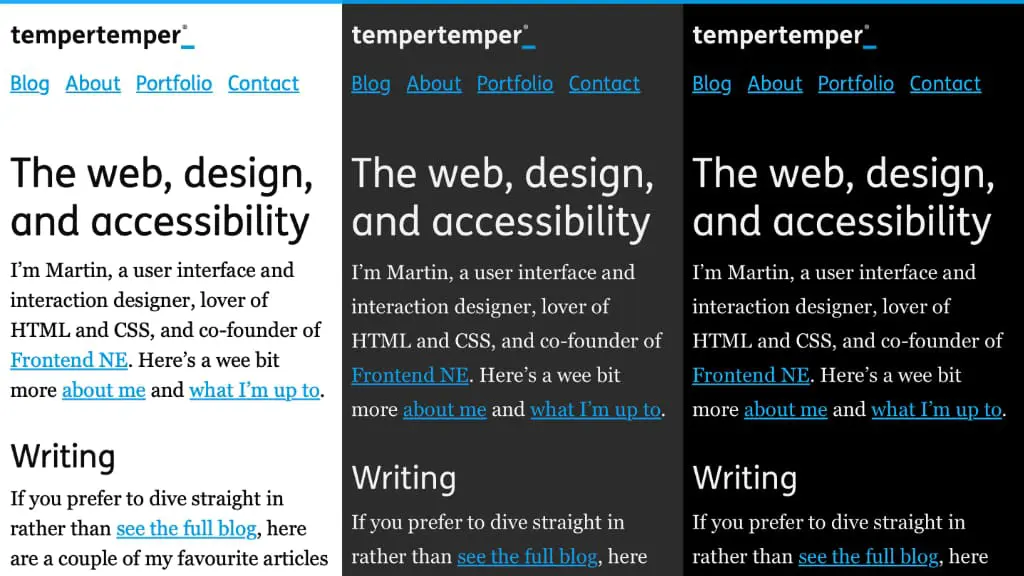 tempertemper®_
Blog About Portfolio Contact
The web, design,
and accessibility
I’m Martin, a user interface and
interaction designer, lover of
HTML and CSS, and co-founder of
Frontend NE. Here’s a wee bit
more about me and what I’m up to.
Writing
If you prefer to dive straight in
rather than see the full blog, here
are a couple of my favourite articles
tempertemper®_
Blog About Portfolio Contact
The web, design,
and accessibility
I’m Martin, a user interface and
interaction designer, lover of
HTML and CSS, and co-founder of
Frontend NE. Here’s a wee bit
more about me and what I’m up to.
Writing
If you prefer to dive straight in
rather than see the full blog, here
tempertemper®_
Blog About Portfolio Contact
The web, design,
and accessibility
I’m Martin, a user interface and
interaction designer, lover of
HTML and CSS, and co-founder of
Frontend NE. Here’s a wee bit
more about me and what I’m up to.
Writing
If you prefer to dive straight in
rather than see the full blog, here